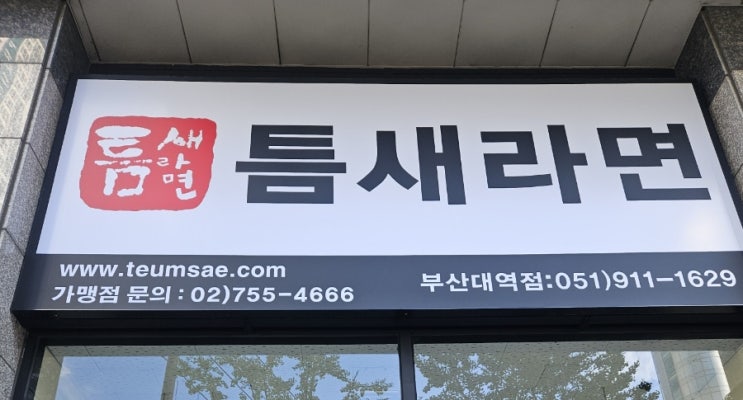 틈새라면
틈새라면
www.teumsae.com
가맹점 문의 : 02)755-4666
부산대역점:051)911-1629